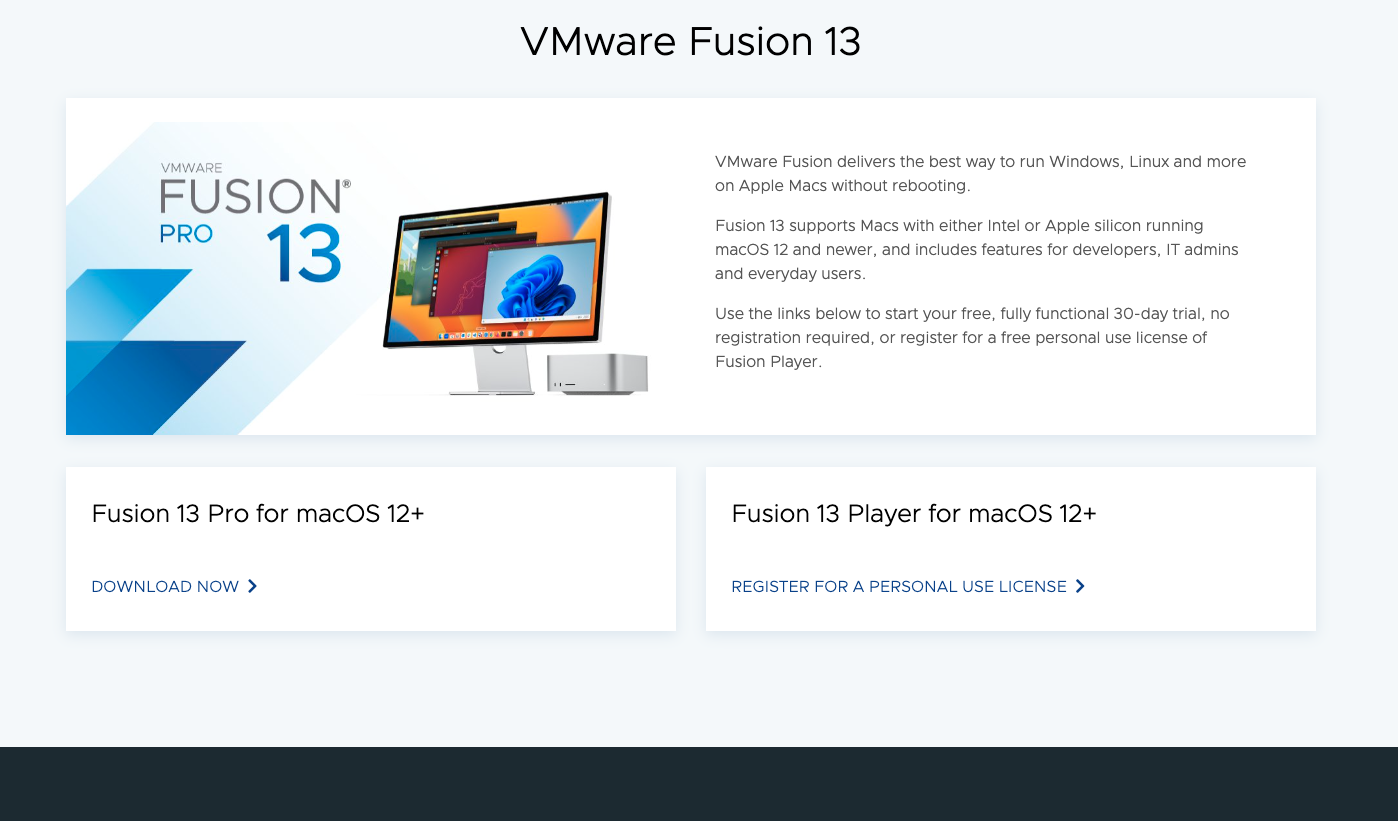 VMware Fusion 13
VMWARE
FUSION®
PRO 13
VMware Fusion delivers the best way to run Windows, Linux and more
on Apple Macs without rebooting.
Fusion 13 supports Macs with either Intel or Apple silicon running
macOS 12 and newer, and includes features for developers, IT admins
and everyday users.
Use the links below to start your free, fully functional 30-day trial, no
registration required, or register for a free personal use license of
Fusion Player.
Fusion 13 Pro for macOS 12+
DOWNLOAD NOW
Fusion 13 Player for macOS 12+
REGISTER FOR A PERSONAL USE LICENSE